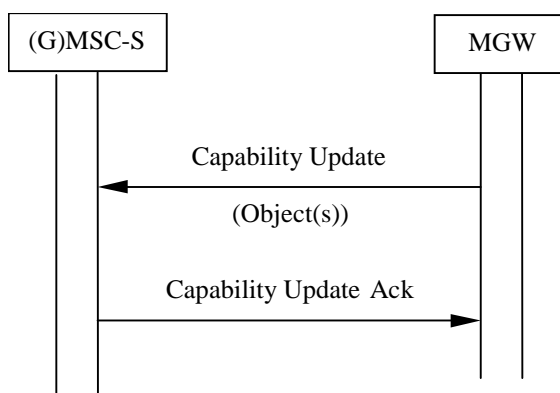 (G)MSC-S
MGW
Capability Update
(Object(s))
Capability Update Ack